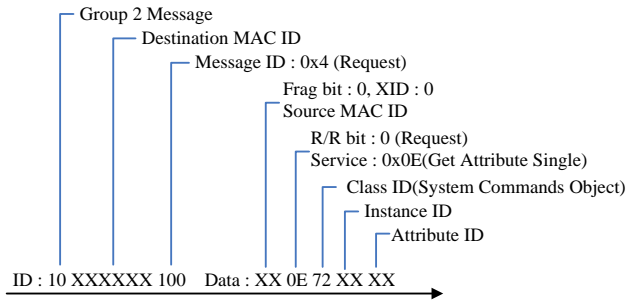 Group 2 Message
Destination MAC ID
Message ID : 0x4 (Request)
Frag bit : 0, XID : 0
Source MAC ID
R/R bit : 0 (Request)
Service : 0x0E(Get Attribute Single)
Class ID(System Commands Object)
Instance ID
Attribute ID
ID : 10 XXXXXX 100 Data : XX 0E 72 XX XX